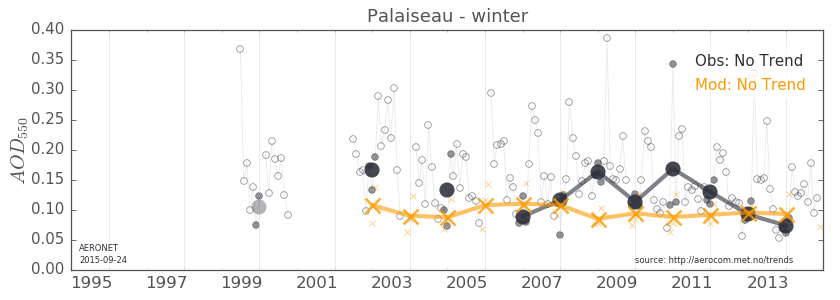 Palaiseau - winter
0.40
0.35
0.30
0.25
0.20
0.15
0.10
0.05
0.00
AOD550
Obs: No Trend
Mod: No Trend
AERONET
2015-09-24
source: http://aerocom.met.no/trends
1995 1997 1999 2001 2003 2005 2007 2009 2011 2013